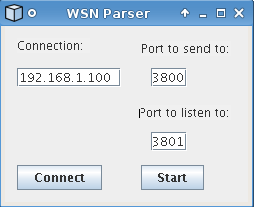 WSN Parser
Connection:
Port to send to:
192.168.1.100
3800
Port to listen to:
3801
Connect
Start